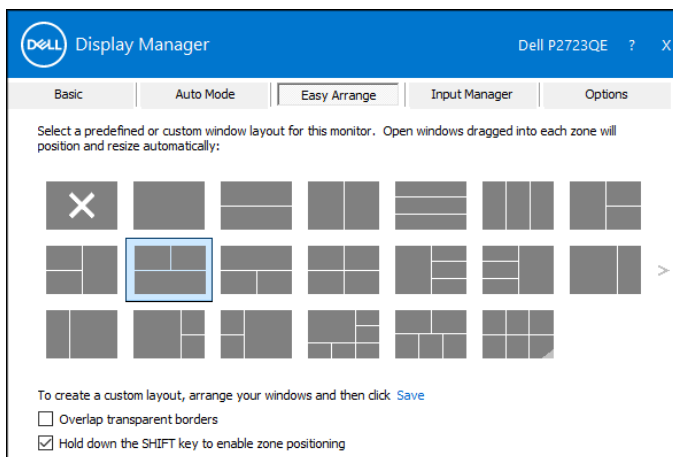 DELL Display Manager Dell P2723QE ? X
Basic Auto Mode Easy Arrange Input Manager Options
Select a predefined or custom window layout for this monitor. Open windows dragged into each zone will
position and resize automatically:
>
To create a custom layout, arrange your windows and then click Save
Overlap transparent borders
Hold down the SHIFT key to enable zone positioning